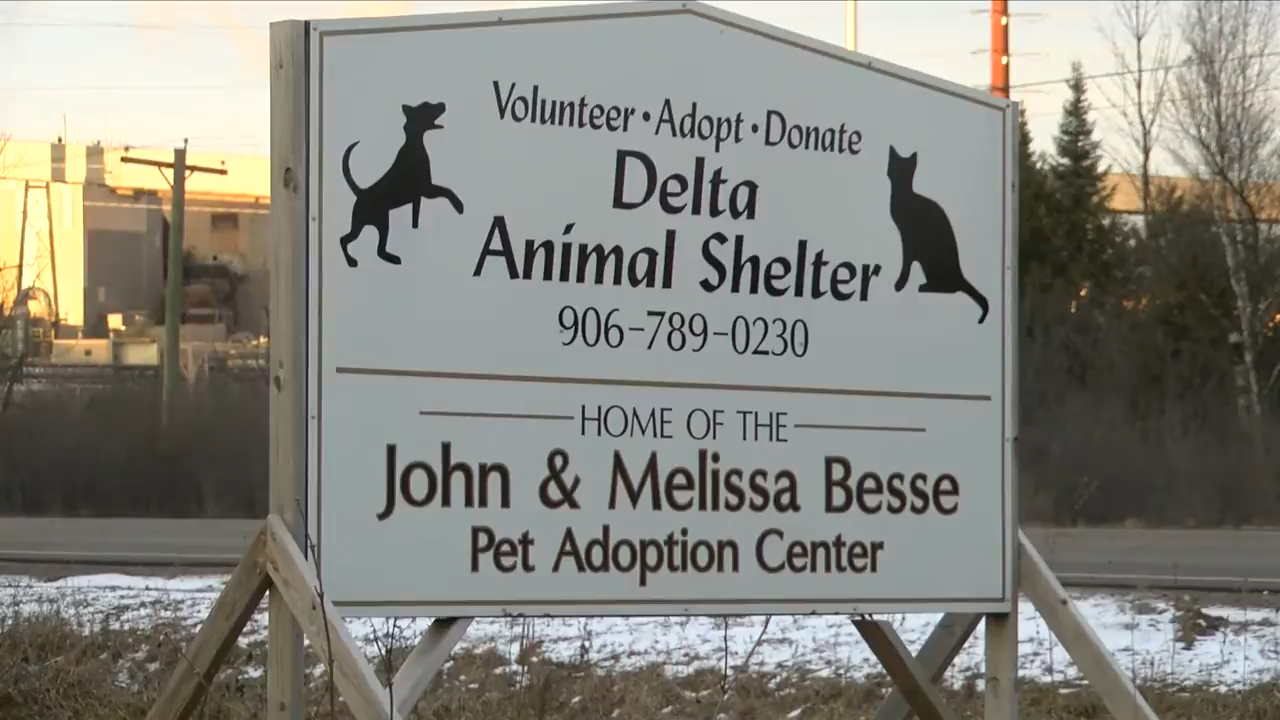 Volunteer • Adopt • Donate
Delta
Animal Shelter
906-789-0230
HOME OF THE
John & Melissa Besse
Pet Adoption Center